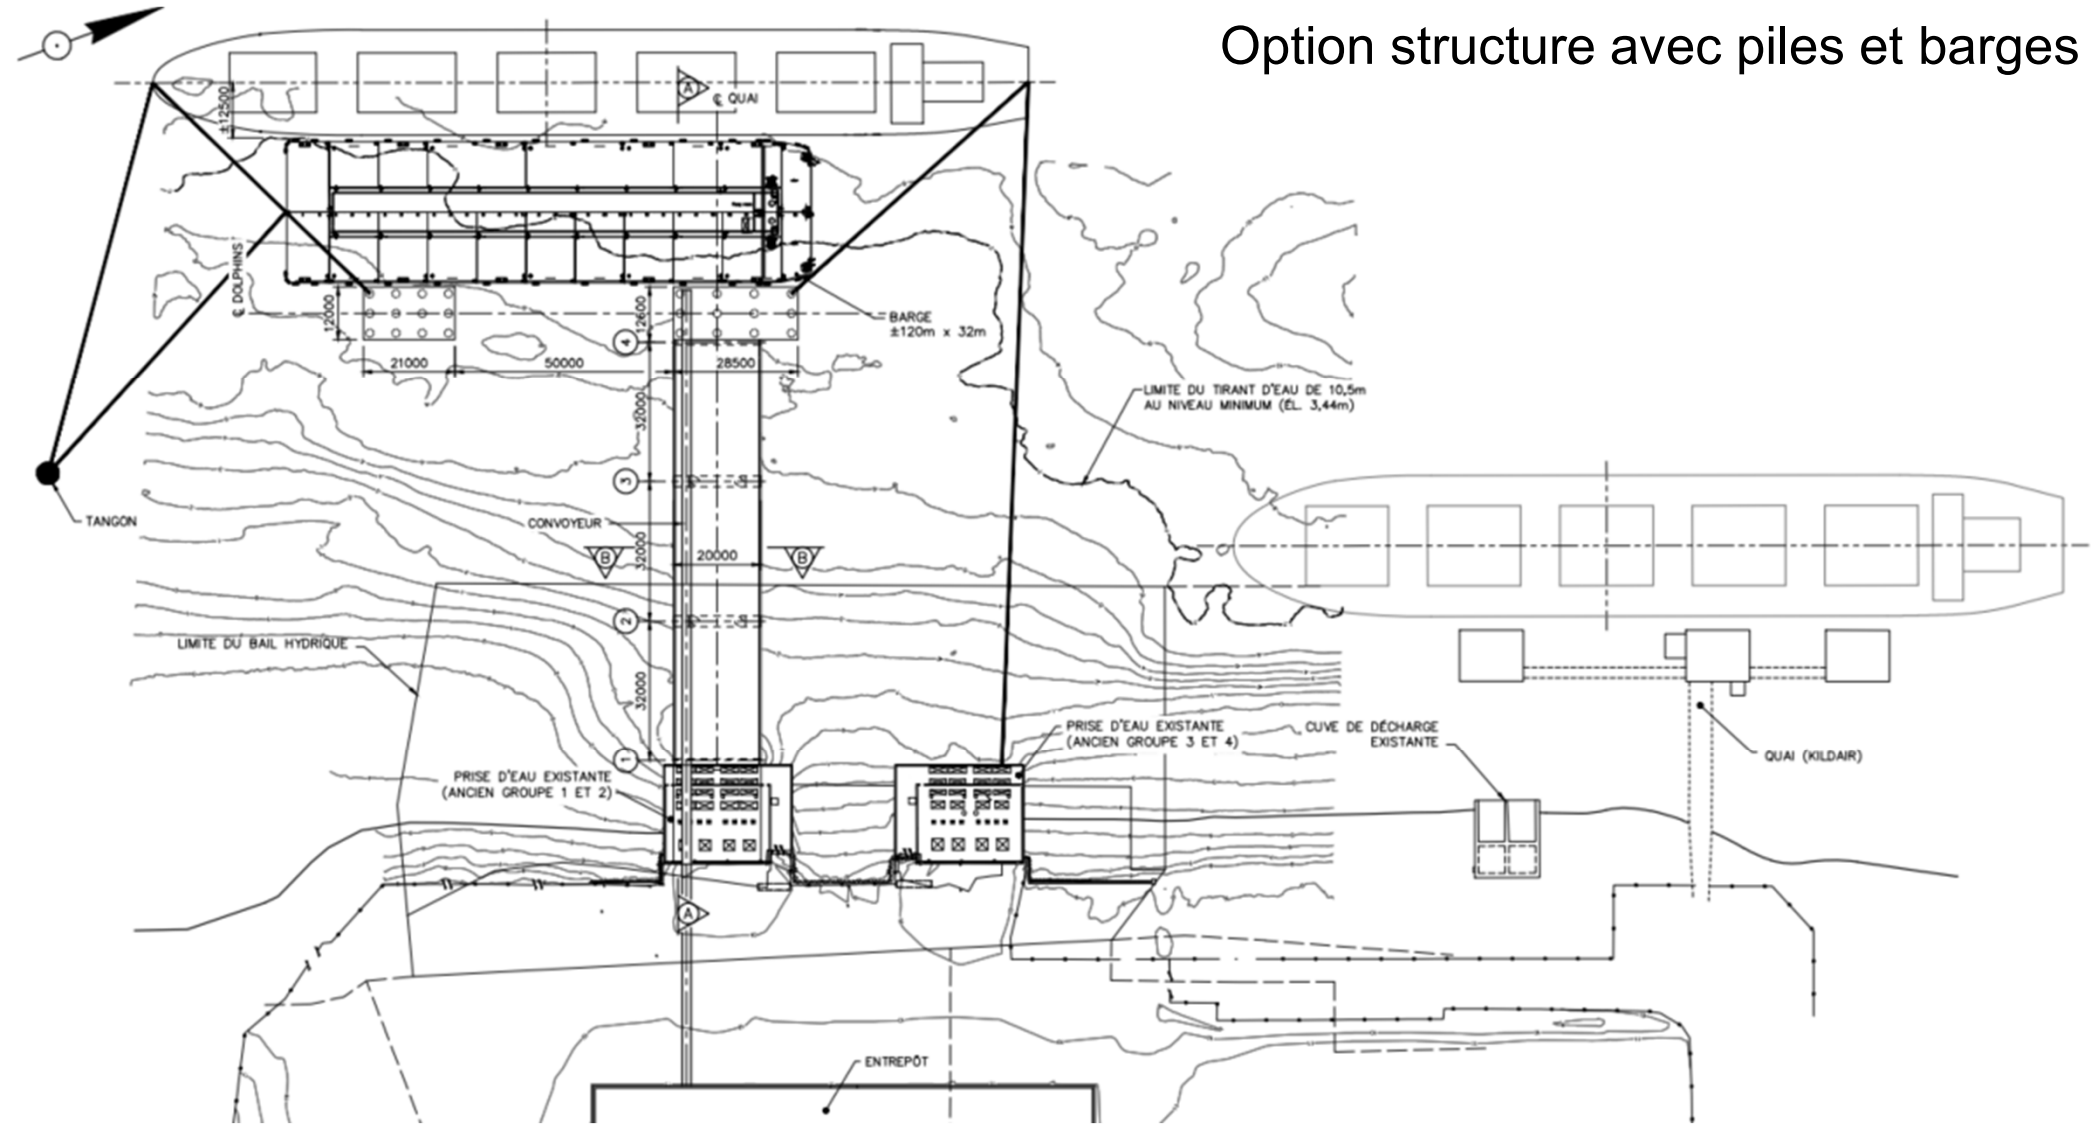 Option structure avec piles et barges
A
℄ QUAI
±12500
℄ DOLPHINS
12000
12600
BARGE
±120m x 32m
4
21000
50000
28500
32000
LIMITE DU TIRANT D'EAU DE 10,5m
AU NIVEAU MINIMUM (ÉL. 3,44m)
3
TANGON
CONVOYEUR
32000
B
20000
B
2
LIMITE DU BAIL HYDRIQUE
32000
PRISE D'EAU EXISTANTE
(ANCIEN GROUPE 3 ET 4)
CUVE DE DÉCHARGE
EXISTANTE
QUAI (KILDAIR)
1
PRISE D'EAU EXISTANTE
(ANCIEN GROUPE 1 ET 2)
A
ENTREPÔT